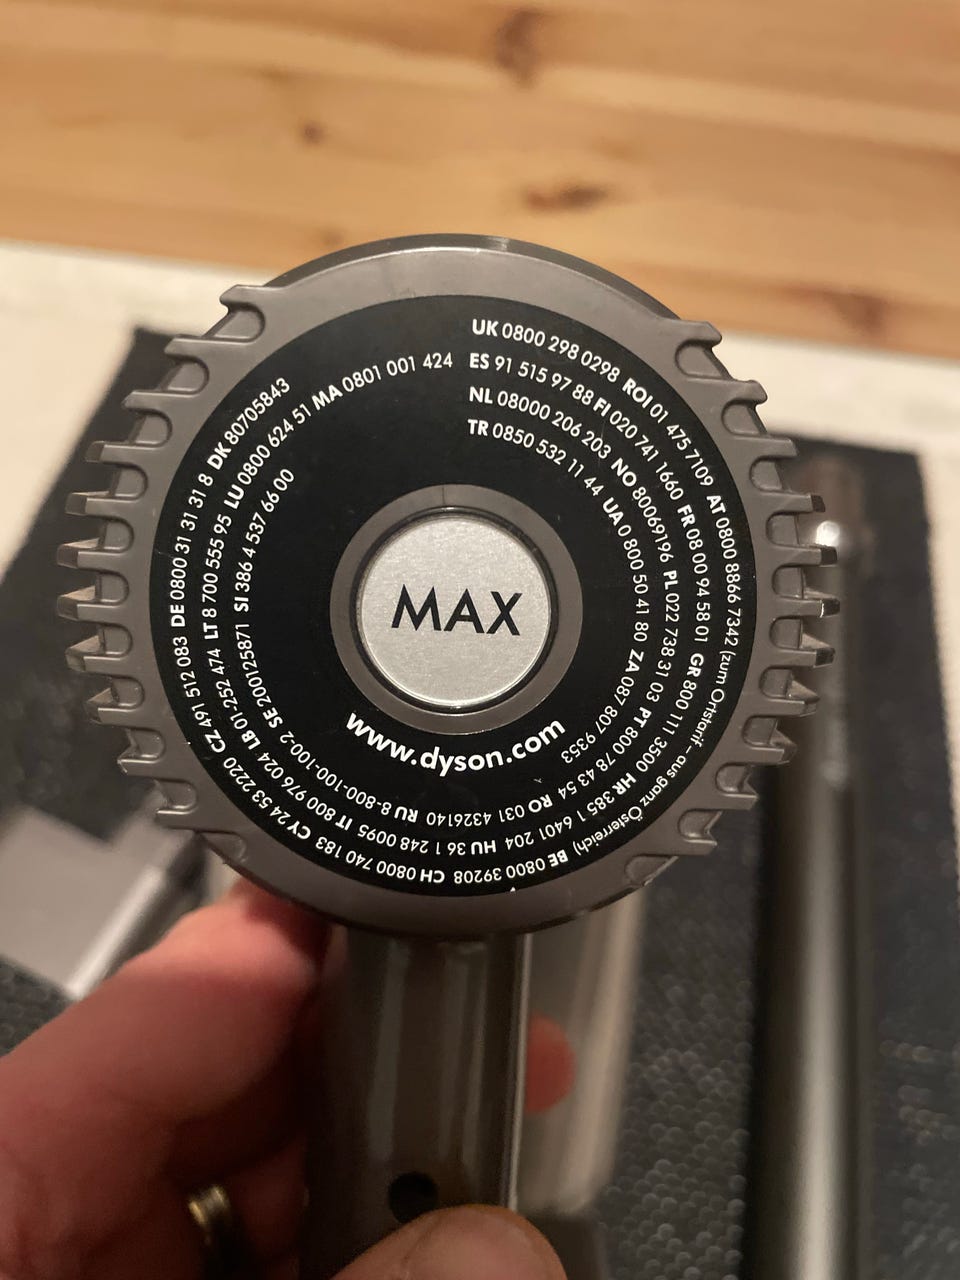 UK 0800 298 0298 ROI 01 475 7109 AT 0800 8866 7342 (zum Ortstarif – aus ganz Österreich) BE 0800 39208 CH 0800 740 183 CY 24 53 2220 CZ 491 512 083 DE 0800 31 31 31 8 DK 80705843
ES 91 515 97 88 FI 020 741 1660 FR 08 00 94 58 01 GR 800 111 3500 HR 385 1 6401 204 HU 36 1 248 0095 IT 800 976 024 LB 01-252 474 LT 8 700 555 95 LU 0800 624 51 MA 0801 001 424
NL 08000 206 203 NO 80069196 PL 022 738 31 03 PT 800 78 43 54 RO 031 4326140 RU 8-800-100-100-2 SE 200125871 SI 386 4 537 66 00
TR 0850 532 11 44 UA 0 800 50 41 80 ZA 087 807 9353
MAX
www.dyson.com